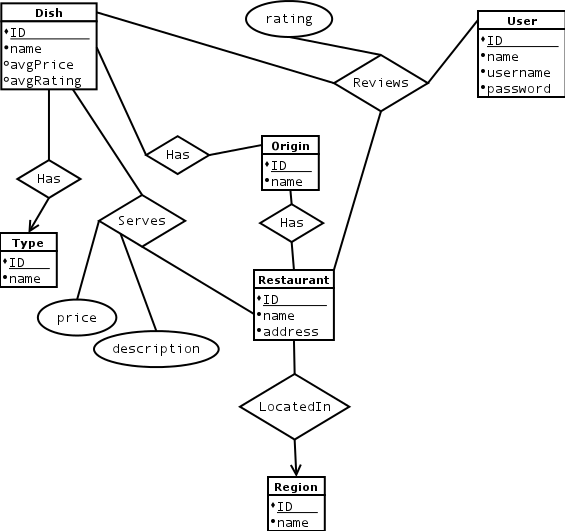 Dish
ID
name
avgPrice
avgRating
rating
User
ID
name
username
password
Reviews
Has
Origin
ID
name
Has
Serves
Has
Type
ID
name
Restaurant
ID
name
address
price
description
LocatedIn
Region
ID
name